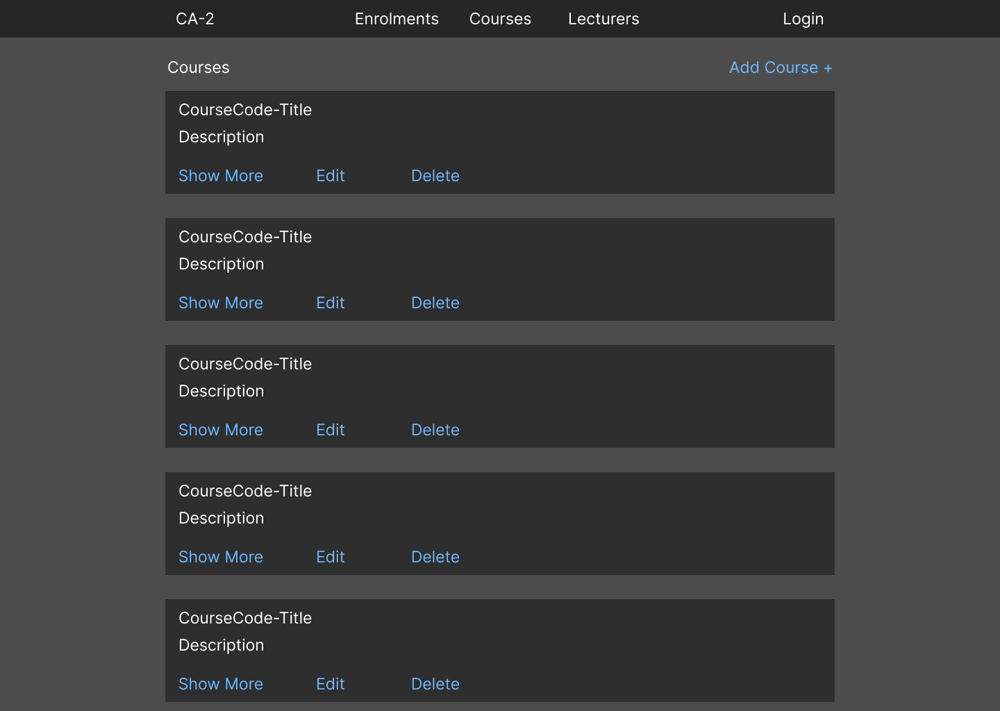 CA-2 Enrolments Courses Lecturers Login
Courses Add Course +
CourseCode-Title
Description
Show More Edit Delete
CourseCode-Title
Description
Show More Edit Delete
CourseCode-Title
Description
Show More Edit Delete
CourseCode-Title
Description
Show More Edit Delete
CourseCode-Title
Description
Show More Edit Delete